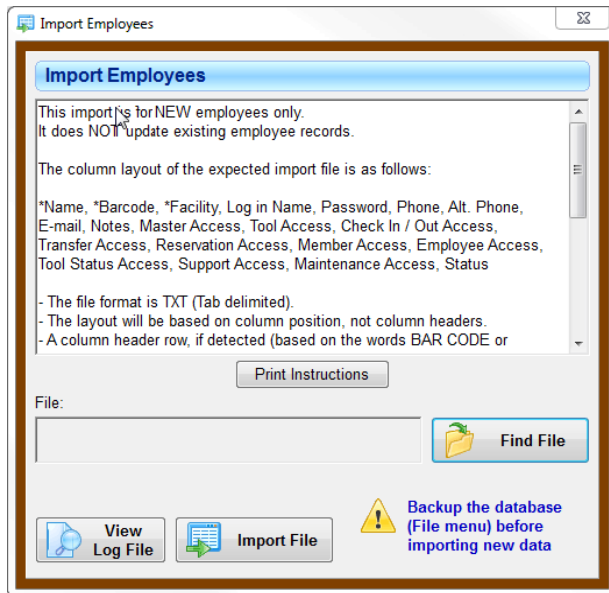 Import Employees
Import Employees
This import is for NEW employees only.
It does NOT update existing employee records.
The column layout of the expected import file is as follows:
*Name, *Barcode, *Facility, Log in Name, Password, Phone, Alt. Phone,
E-mail, Notes, Master Access, Tool Access, Check In / Out Access,
Transfer Access, Reservation Access, Member Access, Employee Access,
Tool Status Access, Support Access, Maintenance Access, Status
- The file format is TXT (Tab delimited).
- The layout will be based on column position, not column headers.
- A column header row, if detected (based on the words BAR CODE or
Print Instructions
File:
Find File
View
Log File
Import File
Backup the database
(File menu) before
importing new data